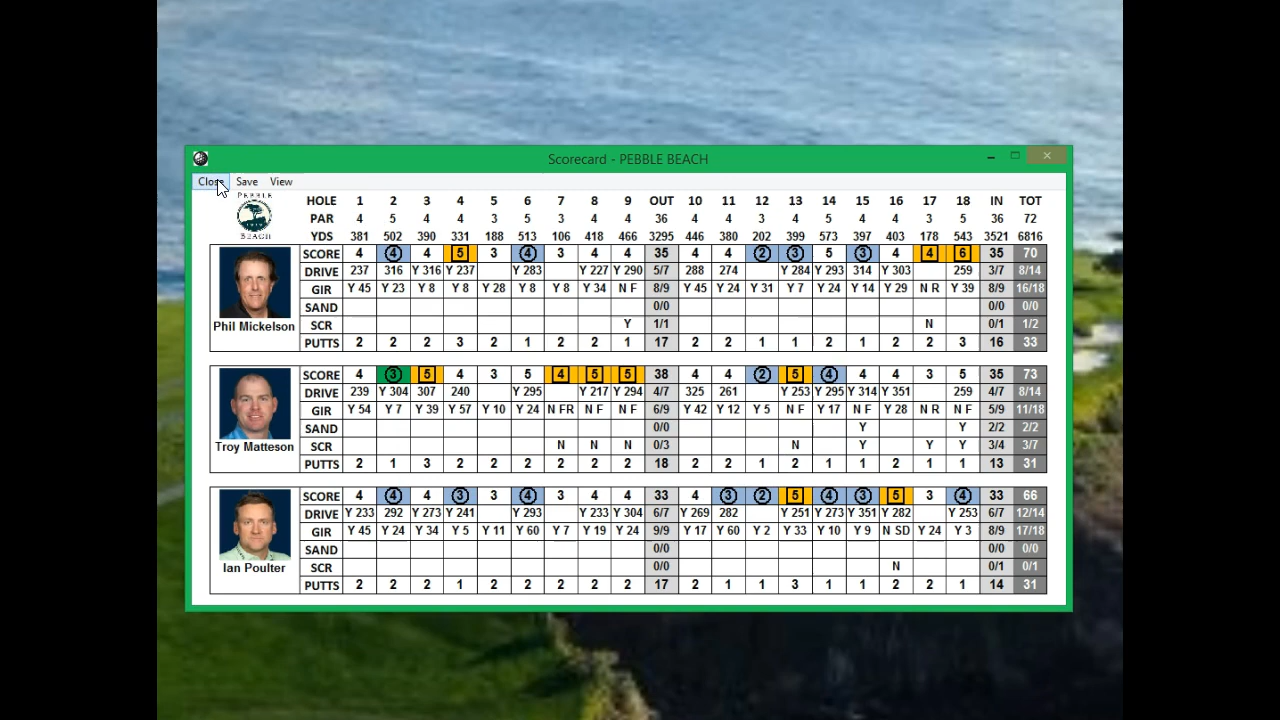 Scorecard - PEBBLE BEACH
Close Save View
PEBBLE
BEACH
HOLE 1 2 3 4 5 6 7 8 9 OUT 10 11 12 13 14 15 16 17 18 IN TOT
PAR 4 5 4 4 3 5 3 4 4 36 4 4 3 4 5 4 4 3 5 36 72
YDS 381 502 390 331 188 513 106 418 466 3295 446 380 202 399 573 397 403 178 543 3521 6816
SCORE 4 4 4 5 3 4 3 4 4 35 4 4 2 3 5 3 4 4 6 35 70
DRIVE 237 316 Y 316 Y 237 Y 283 Y 227 Y 290 5/7 288 274 Y 284 Y 293 314 Y 303 259 3/7 8/14
GIR Y 45 Y 23 Y 8 Y 8 Y 28 Y 8 Y 8 Y 34 N F 8/9 Y 45 Y 24 Y 31 Y 7 Y 24 Y 14 Y 29 N R Y 39 8/9 16/18
SAND 0/0 0/0 0/0
SCR Y 1/1 N 0/1 1/2
PUTTS 2 2 2 3 2 1 2 2 1 17 2 2 1 1 2 1 2 2 3 16 33
Phil Mickelson
SCORE 4 3 5 4 3 5 4 5 5 38 4 4 2 5 4 4 4 3 5 35 73
DRIVE 239 Y 304 307 240 Y 295 Y 217 Y 294 4/7 325 261 Y 253 Y 295 Y 314 Y 351 259 4/7 8/14
GIR Y 54 Y 7 Y 39 Y 57 Y 10 Y 24 N FR N F N F 6/9 Y 42 Y 12 Y 5 N F Y 17 N F Y 28 N R N F 5/9 11/18
SAND 0/0 Y Y 2/2 2/2
SCR N N N 0/3 N Y Y Y 3/4 3/7
PUTTS 2 1 3 2 2 2 2 2 2 18 2 2 1 2 1 1 2 1 1 13 31
Troy Matteson
SCORE 4 4 4 3 3 4 3 4 4 33 4 3 2 5 4 3 5 3 4 33 66
DRIVE Y 233 292 Y 273 Y 241 Y 293 Y 233 Y 304 6/7 Y 269 282 Y 251 Y 273 Y 351 Y 282 Y 253 6/7 12/14
GIR Y 45 Y 24 Y 34 Y 5 Y 11 Y 60 Y 7 Y 19 Y 24 9/9 Y 17 Y 60 Y 2 Y 33 Y 10 Y 9 N SD Y 24 Y 3 8/9 17/18
SAND 0/0 0/0 0/0
SCR 0/0 N 0/1 0/1
PUTTS 2 2 2 1 2 2 2 2 2 17 2 1 1 3 1 1 2 2 1 14 31
Ian Poulter